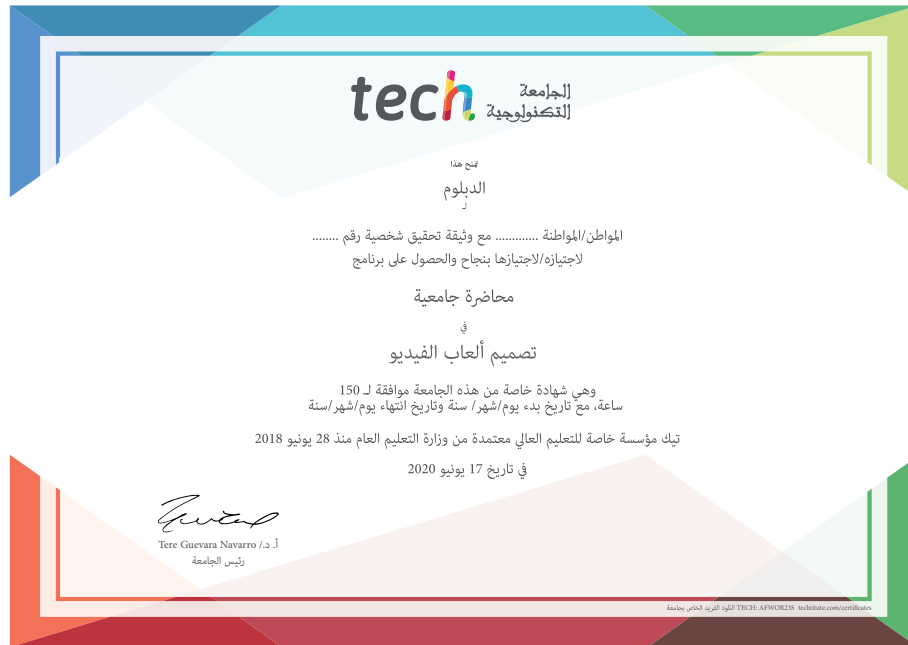 tech
الجامعة
التكنولوجية
تمنح هذا
الدبلوم
لـ
المواطن/المواطنة ............. مع وثيقة تحقيق شخصية رقم ........
لاجتيازه/لاجتيازها بنجاح والحصول على برنامج
محاضرة جامعية
في
تصميم ألعاب الفيديو
وهي شهادة خاصة من هذه الجامعة موافقة لـ 150
ساعة، مع تاريخ بدء يوم/شهر/ سنة وتاريخ انتهاء يوم/شهر/سنة
تيك مؤسسة خاصة للتعليم العالي معتمدة من وزارة التعليم العام منذ 28 يونيو 2018
في تاريخ 17 يونيو 2020
أ. د./ Tere Guevara Navarro
رئيس الجامعة
الكود الفريد الخاص بجامعة TECH: AFWOR23S techtitute.com/certificates